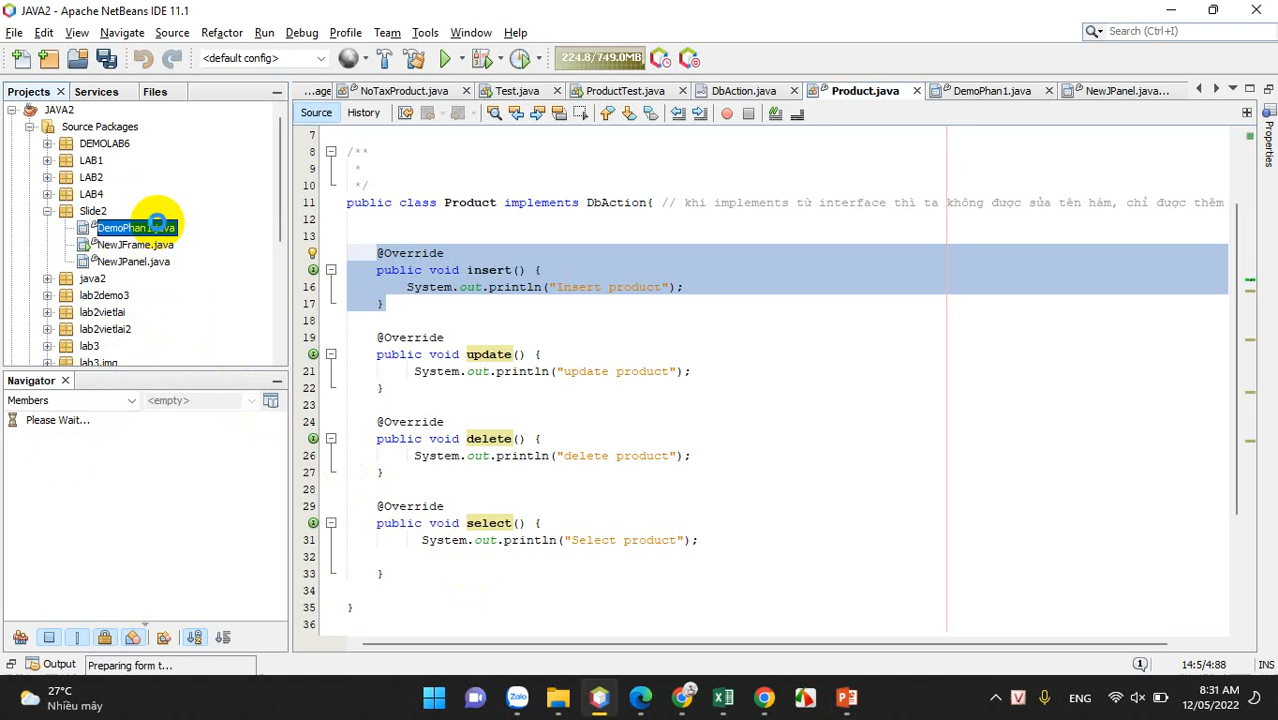 JAVA2 - Apache NetBeans IDE 11.1
File Edit View Navigate Source Refactor Run Debug Profile Team Tools Window Help
Search (Ctrl+I)
<default config>
224.8/749.0MB
Projects Services Files
...age NoTaxProduct.java Test.java ProductTest.java DbAction.java Product.java DemoPhan1.java NewJPanel.java...
Source History
JAVA2
Source Packages
DEMOLAB6
LAB1
LAB2
LAB4
Slide2
DemoPhan1.java
NewJFrame.java
NewJPanel.java
java2
lab2demo3
lab2vietlai
lab2vietlai2
lab3
lab3.img
Navigator
Members <empty>
Please Wait...
7
8 /**
9 *
10 */
11 public class Product implements DbAction{ // khi implements từ interface thì ta không được sửa tên hám, chỉ được thêm
12
13
@Override
public void insert() {
16 System.out.println("Insert product");
17 }
18
19 @Override
public void update() {
21 System.out.println("update product");
22 }
23
24 @Override
public void delete() {
26 System.out.println("delete product");
27 }
28
29 @Override
public void select() {
31 System.out.println("Select product");
32
33 }
34
35 }
36
Properties
Output Preparing form t...
1 14:5/4:88 INS
27°C
Nhiều mây
Zalo
V
ENG
8:31 AM
12/05/2022